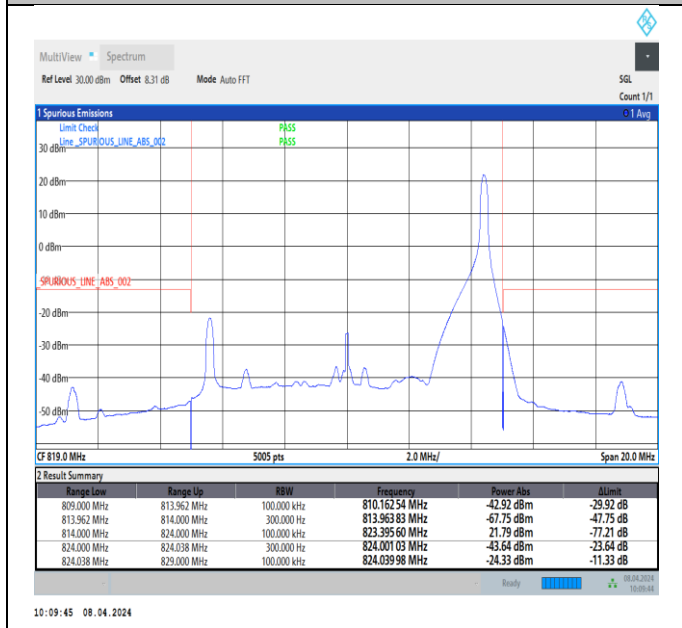 MultiView Spectrum
Ref Level 30.00 dBm Offset 8.31 dB Mode Auto FFT SGL
Count 1/1
1 Spurious Emissions 1 Avg
Limit Check PASS
Line _SPURIOUS_LINE_ABS_002 PASS
30 dBm
20 dBm
10 dBm
0 dBm
_SPURIOUS_LINE_ABS_002
-20 dBm
-30 dBm
-40 dBm
-50 dBm
CF 819.0 MHz 5005 pts 2.0 MHz/ Span 20.0 MHz
2 Result Summary
Range Low Range Up RBW Frequency Power Abs ΔLimit
809.000 MHz 813.962 MHz 100.000 kHz 810.162 54 MHz -42.92 dBm -29.92 dB
813.962 MHz 814.000 MHz 300.000 Hz 813.963 83 MHz -67.75 dBm -47.75 dB
814.000 MHz 824.000 MHz 100.000 kHz 823.395 60 MHz 21.79 dBm -77.21 dB
824.000 MHz 824.038 MHz 300.000 Hz 824.001 03 MHz -43.64 dBm -23.64 dB
824.038 MHz 829.000 MHz 100.000 kHz 824.039 98 MHz -24.33 dBm -11.33 dB
Ready 08.04.2024
10:09:44
10:09:45 08.04.2024